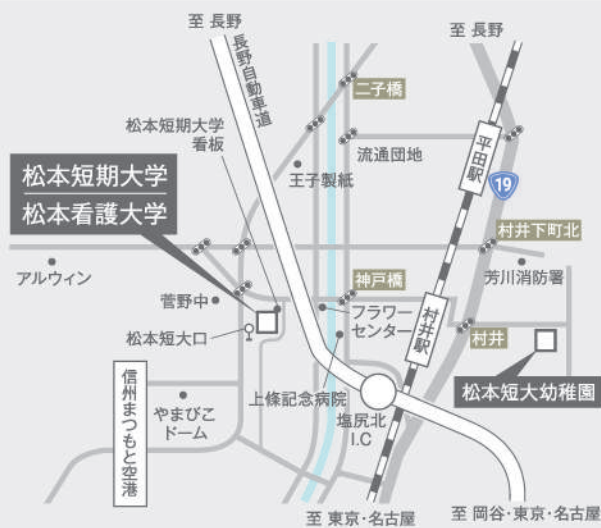 至 長野
至 長野
長野自動車道
二子橋
松本短期大学
看板
流通団地
平田駅
王子製紙
松本短期大学
松本看護大学
19
村井下町北
アルウィン
神戸橋
芳川消防署
菅野中
フラワー
センター
村井駅
松本短大口
村井
上條記念病院
松本短大幼稚園
信州まつもと空港
やまびこ
ドーム
塩尻北
I.C
至 東京・名古屋
至 岡谷・東京・名古屋